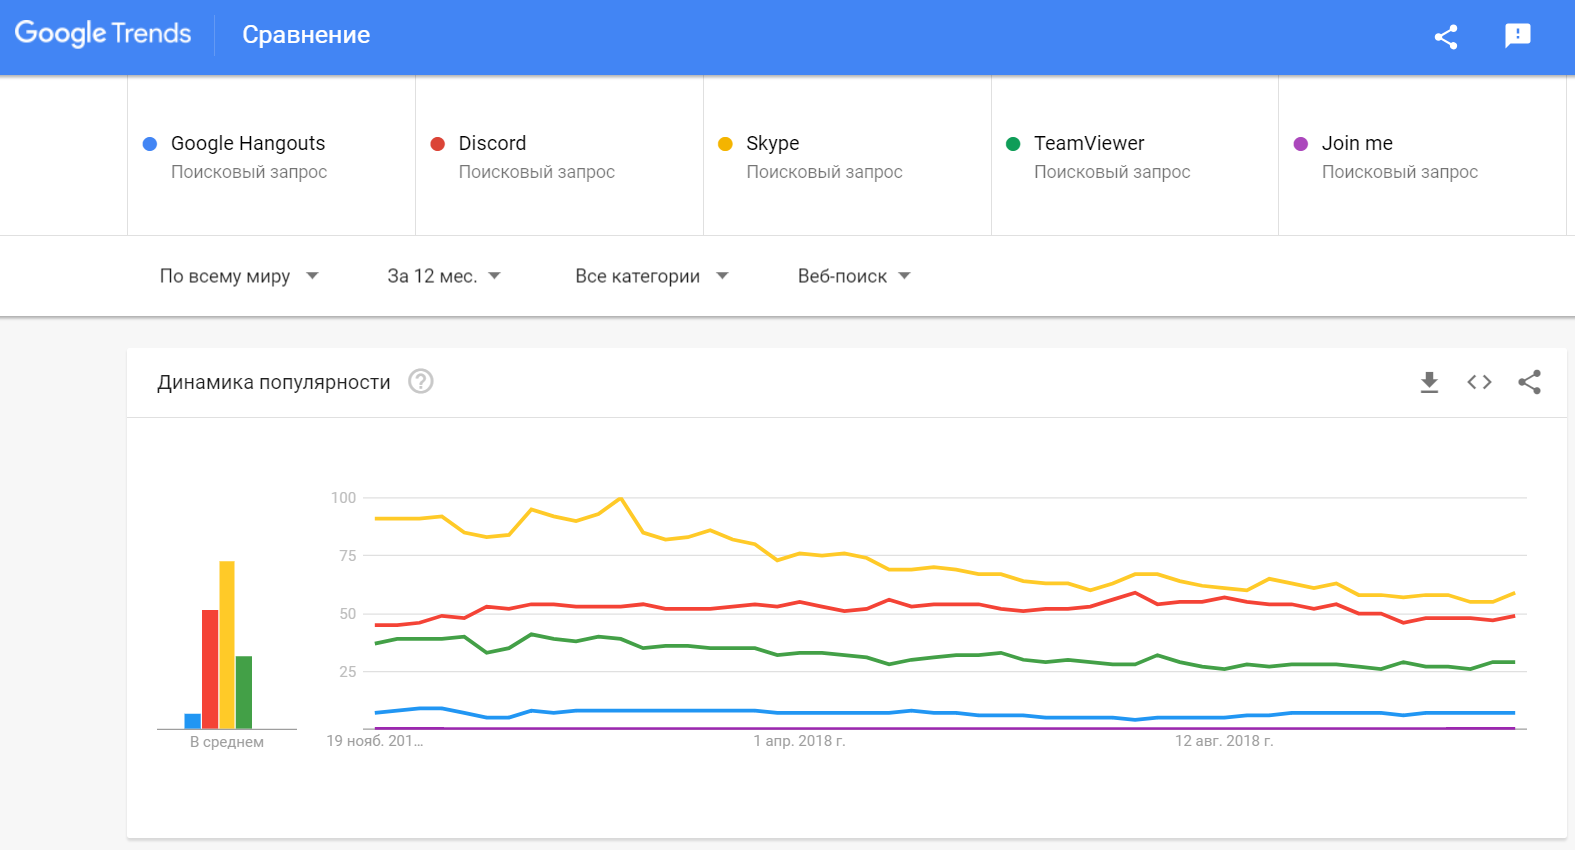 Google Trends Сравнение
Google Hangouts Discord Skype TeamViewer Join me
Поисковый запрос Поисковый запрос Поисковый запрос Поисковый запрос Поисковый запрос
По всему миру За 12 мес. Все категории Веб-поиск
Динамика популярности ?
100
75
50
25
В среднем
19 нояб. 201... 1 апр. 2018 г. 12 авг. 2018 г.